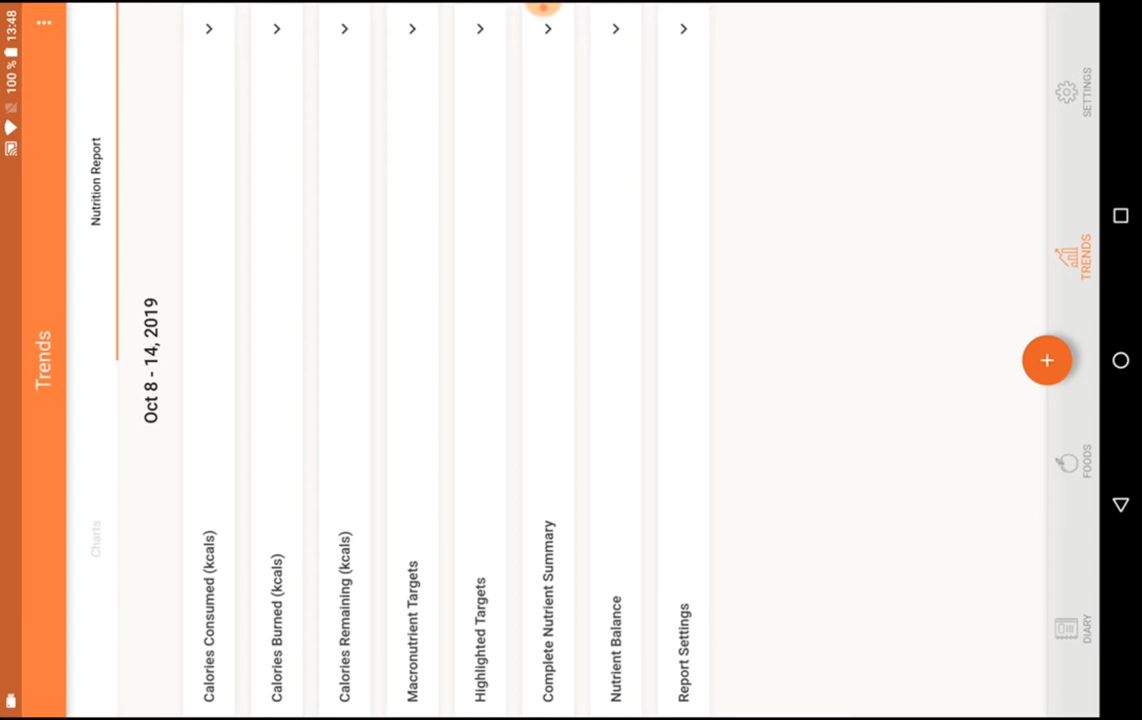 100 % 13:48
Trends
Charts
Nutrition Report
Oct 8 - 14, 2019
Calories Consumed (kcals)
Calories Burned (kcals)
Calories Remaining (kcals)
Macronutrient Targets
Highlighted Targets
Complete Nutrient Summary
Nutrient Balance
Report Settings
+
DIARY
FOODS
TRENDS
SETTINGS